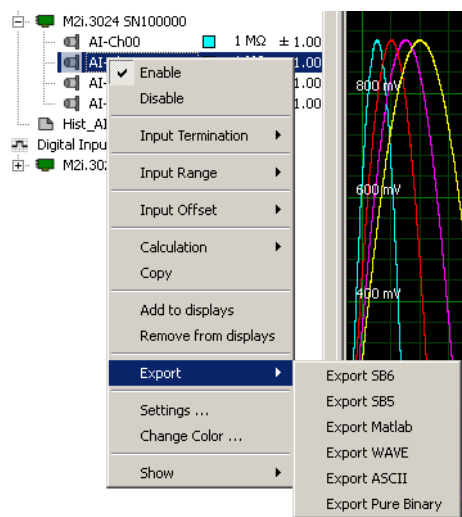 M2i.3024 SN100000
AI-Ch00 1 MΩ ± 1.00
AI- 1.00
AI- 1.00
AI- 1.00
Hist_AI
Digital Inpu
M2i.30
Enable
Disable
Input Termination
Input Range
Input Offset
Calculation
Copy
Add to displays
Remove from displays
Export
Settings ...
Change Color ...
Show
Export SB6
Export SB5
Export Matlab
Export WAVE
Export ASCII
Export Pure Binary
800 mV
600 mV
400 mV